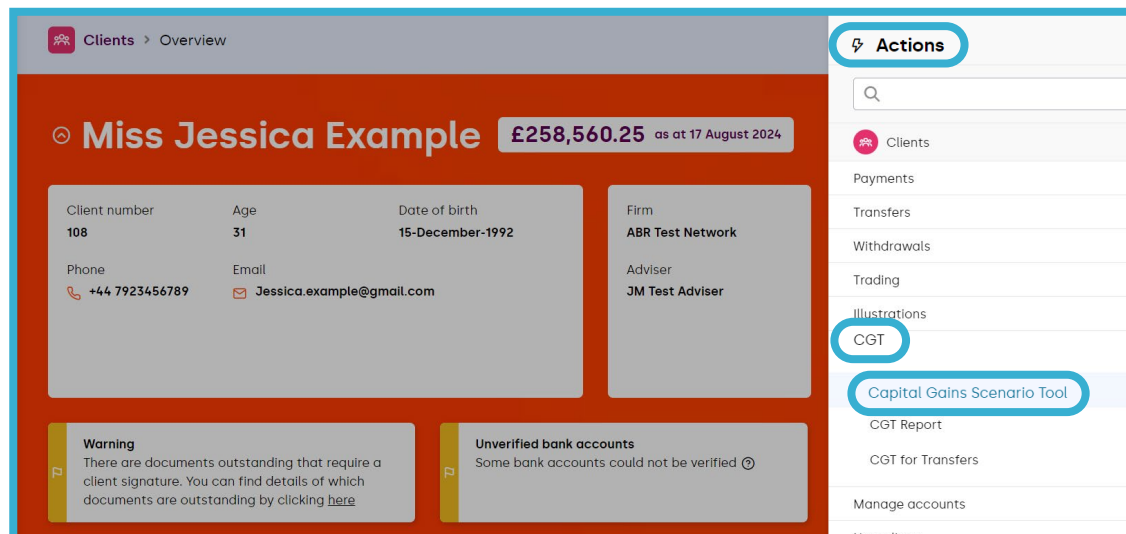 Clients > Overview
Miss Jessica Example £258,560.25 as at 17 August 2024
Client number Age Date of birth
108 31 15-December-1992
Phone Email
+44 7923456789 Jessica.example@gmail.com
Firm
ABR Test Network
Adviser
JM Test Adviser
Warning
There are documents outstanding that require a
client signature. You can find details of which
documents are outstanding by clicking here
Unverified bank accounts
Some bank accounts could not be verified
Actions
Clients
Payments
Transfers
Withdrawals
Trading
Illustrations
CGT
Capital Gains Scenario Tool
CGT Report
CGT for Transfers
Manage accounts